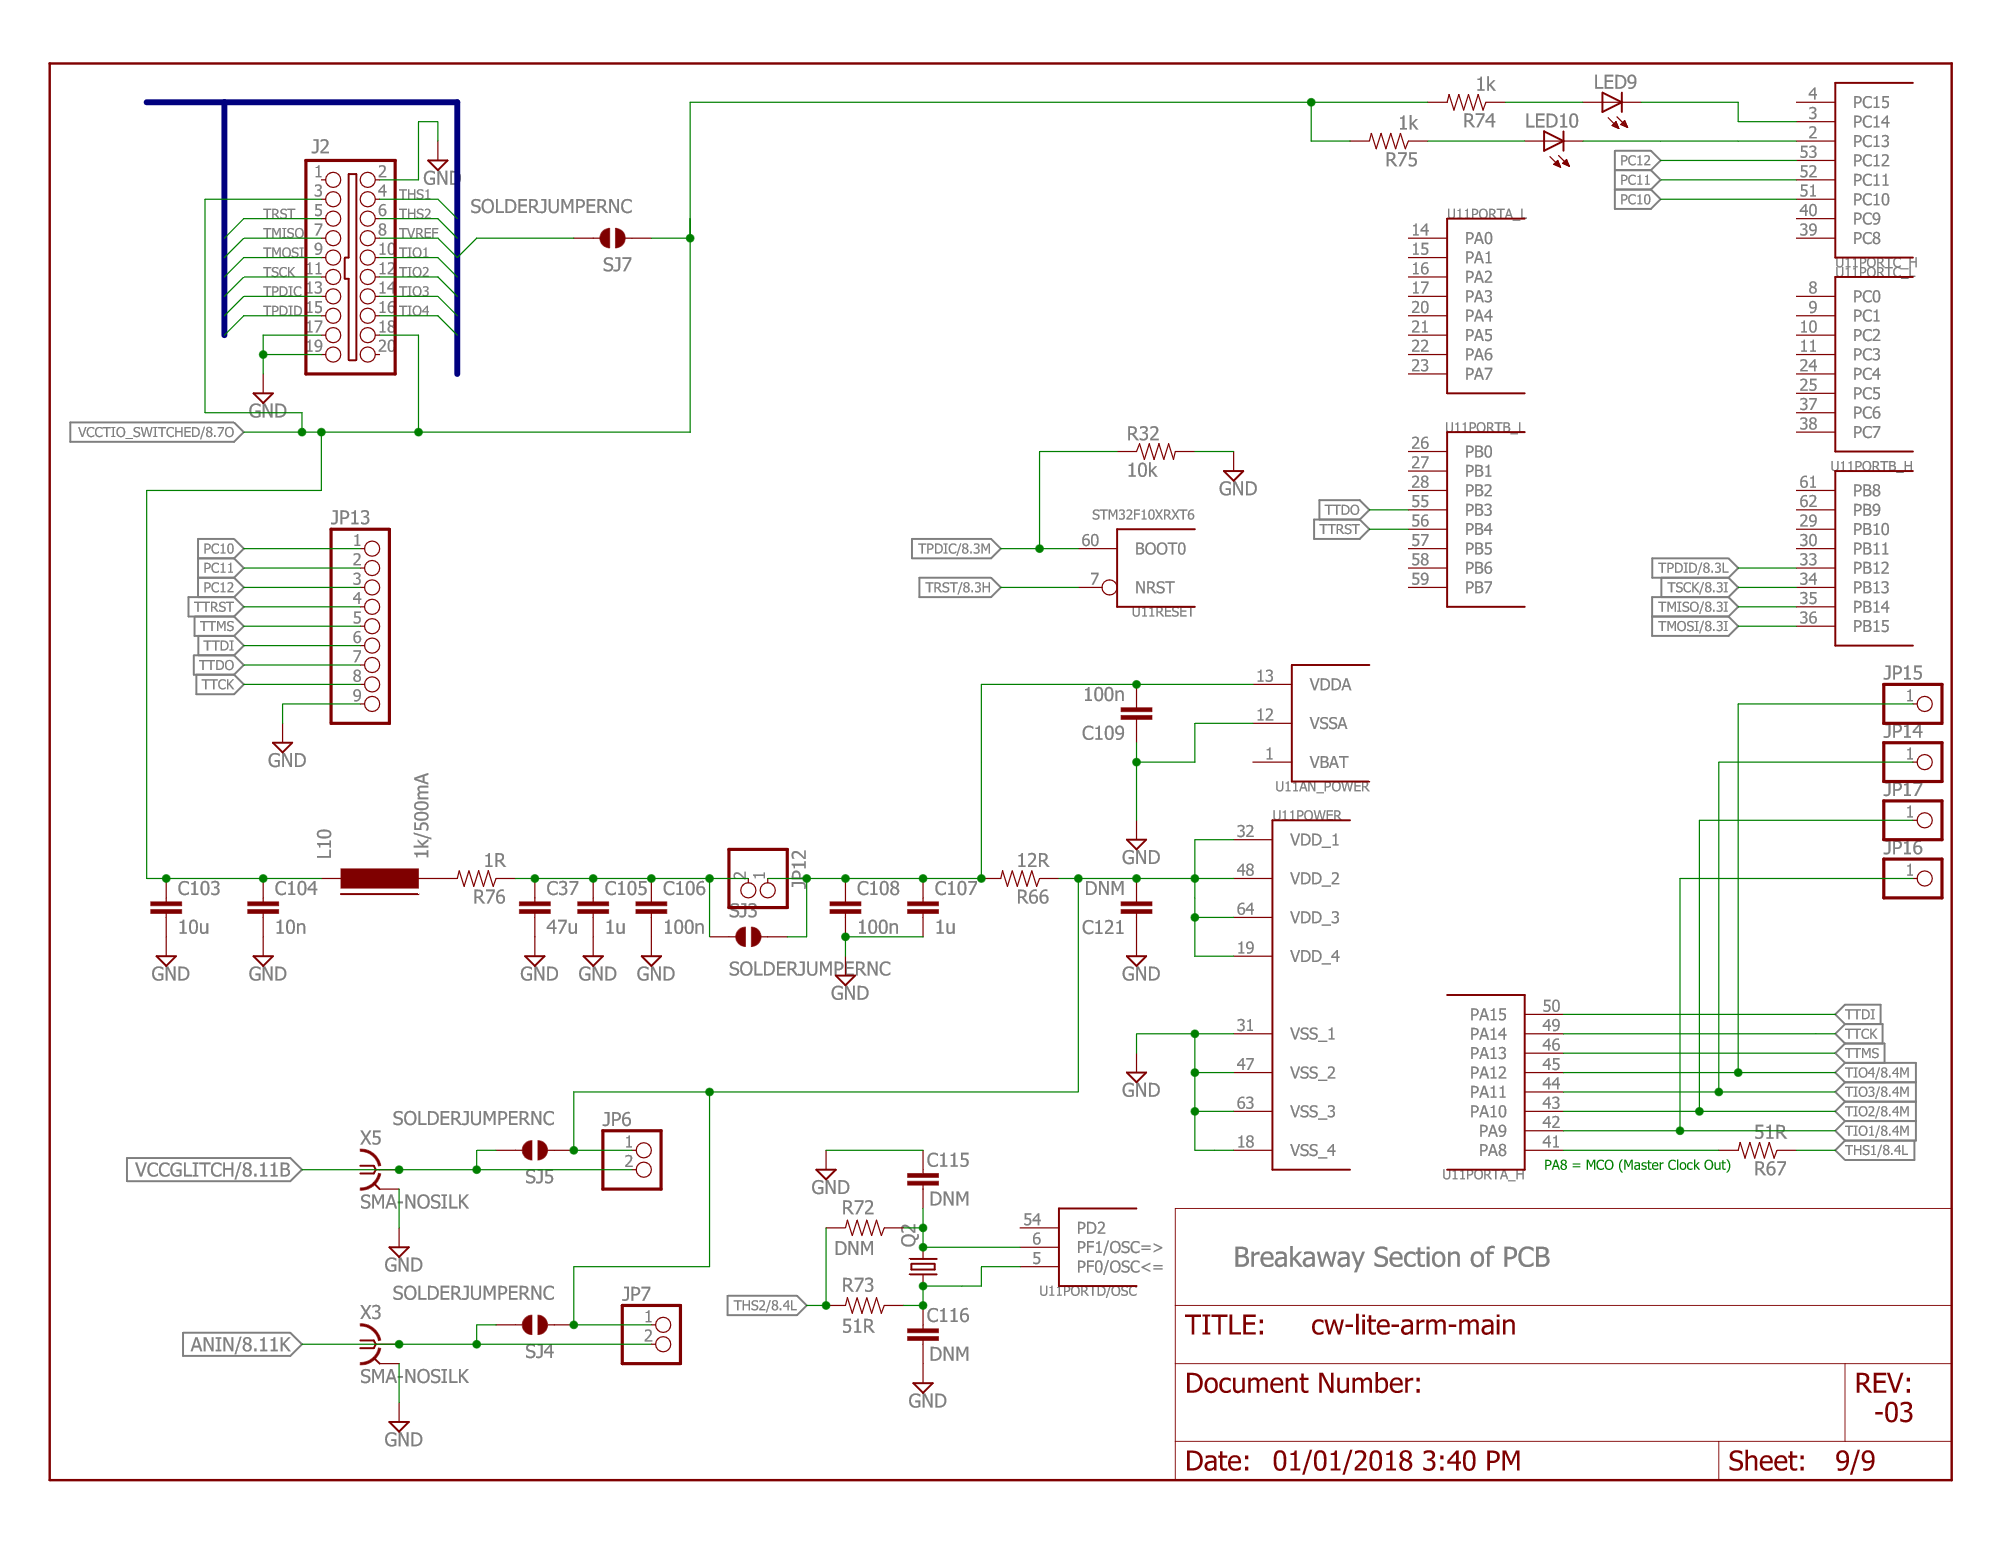 J2
1
2
3
4
5
6
7
8
9
10
11
12
13
14
15
16
17
18
19
20
TRST
TMISO
TMOSI
TSCK
TPDIC
TPDID
THS1
THS2
TVREF
TIO1
TIO2
TIO3
TIO4
GND
GND
SOLDERJUMPERNC
SJ7
VCCTIO_SWITCHED/8.7O
1k
R74
LED9
1k
R75
LED10
4 PC15
3 PC14
2 PC13
53 PC12
52 PC11
51 PC10
40 PC9
39 PC8
U11PORTC_H
PC12
PC11
PC10
U11PORTC_L
8 PC0
9 PC1
10 PC2
11 PC3
24 PC4
25 PC5
37 PC6
38 PC7
U11PORTA_L
14 PA0
15 PA1
16 PA2
17 PA3
20 PA4
21 PA5
22 PA6
23 PA7
U11PORTB_L
26 PB0
27 PB1
28 PB2
55 PB3
56 PB4
57 PB5
58 PB6
59 PB7
TTDO
TTRST
U11PORTB_H
61 PB8
62 PB9
29 PB10
30 PB11
33 PB12
34 PB13
35 PB14
36 PB15
TPDID/8.3L
TSCK/8.3I
TMISO/8.3I
TMOSI/8.3I
R32
10k
GND
STM32F10XRXT6
TPDIC/8.3M
60 BOOT0
TRST/8.3H
7 NRST
U11RESET
JP13
PC10 1
PC11 2
PC12 3
TTRST 4
TTMS 5
TTDI 6
TTDO 7
TTCK 8
9
GND
100n
C109
GND
13 VDDA
12 VSSA
1 VBAT
U11AN_POWER
U11POWER
32 VDD_1
48 VDD_2
64 VDD_3
19 VDD_4
31 VSS_1
47 VSS_2
63 VSS_3
18 VSS_4
GND
JP15
1
JP14
1
JP17
1
JP16
1
C103
10u
GND
C104
10n
GND
L10
1k/500mA
1R
R76
C37
47u
GND
C105
1u
GND
C106
100n
GND
JP12
2
1
SJ3
SOLDERJUMPERNC
C108
100n
GND
C107
1u
12R
R66
DNM
C121
GND
PA15 50
PA14 49
PA13 46
PA12 45
PA11 44
PA10 43
PA9 42
PA8 41
U11PORTA_H
TTDI
TTCK
TTMS
TIO4/8.4M
TIO3/8.4M
TIO2/8.4M
TIO1/8.4M
THS1/8.4L
51R
R67
PA8 = MCO (Master Clock Out)
SOLDERJUMPERNC
JP6
1
2
SJ5
X5
VCCGLITCH/8.11B
SMA-NOSILK
GND
SOLDERJUMPERNC
JP7
1
2
SJ4
X3
ANIN/8.11K
SMA-NOSILK
GND
GND
C115
DNM
R72
DNM
Q2
R73
51R
THS2/8.4L
C116
DNM
GND
54 PD2
6 PF1/OSC=>
5 PF0/OSC<=
U11PORTD/OSC
Breakaway Section of PCB
TITLE: cw-lite-arm-main
Document Number:
REV:
-03
Date: 01/01/2018 3:40 PM
Sheet: 9/9